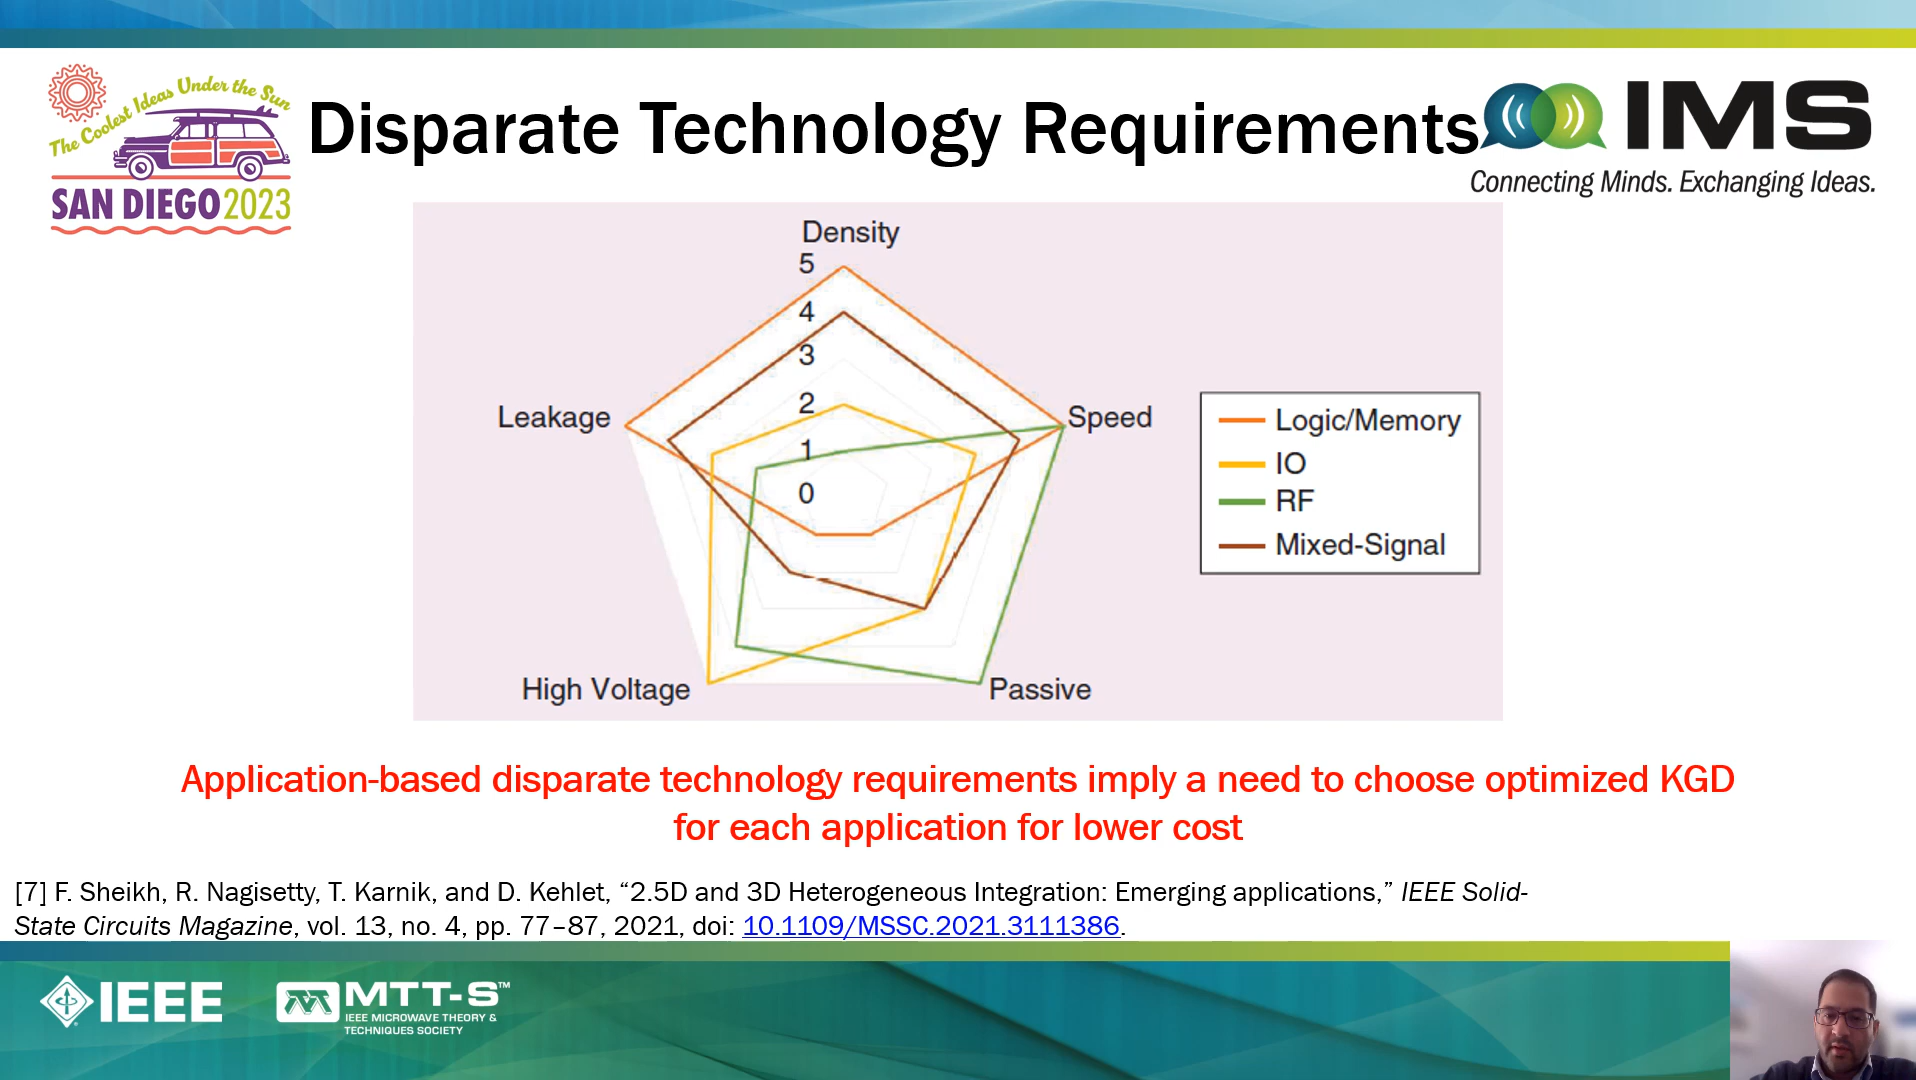 The Coolest Ideas Under the Sun
SAN DIEGO 2023
Disparate Technology Requirements
IMS
Connecting Minds. Exchanging Ideas.
Density
5
4
3
2
1
0
Leakage
Speed
High Voltage
Passive
Logic/Memory
IO
RF
Mixed-Signal
Application-based disparate technology requirements imply a need to choose optimized KGD
for each application for lower cost
[7] F. Sheikh, R. Nagisetty, T. Karnik, and D. Kehlet, “2.5D and 3D Heterogeneous Integration: Emerging applications,” IEEE Solid-
State Circuits Magazine, vol. 13, no. 4, pp. 77–87, 2021, doi: 10.1109/MSSC.2021.3111386.
IEEE
MTT-S™
IEEE MICROWAVE THEORY &
TECHNIQUES SOCIETY